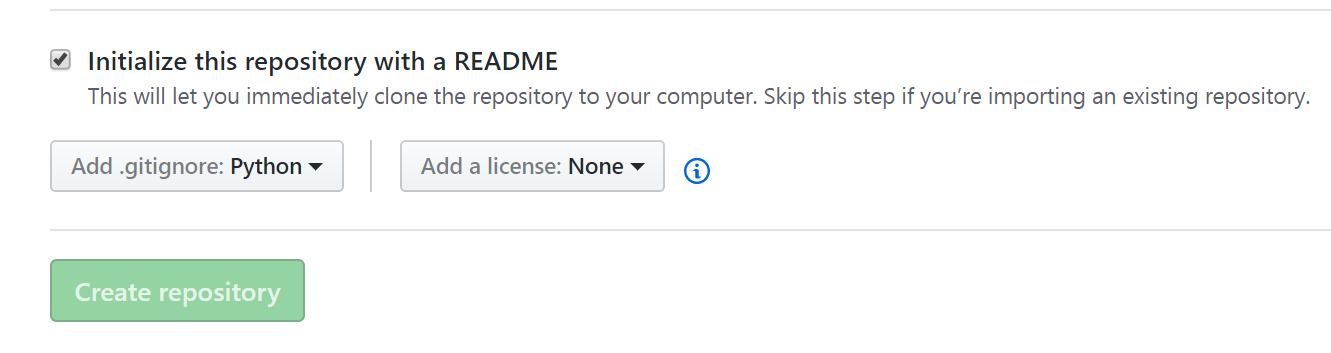 Initialize this repository with a README
This will let you immediately clone the repository to your computer. Skip this step if you’re importing an existing repository.
Add .gitignore: Python
Add a license: None
Create repository